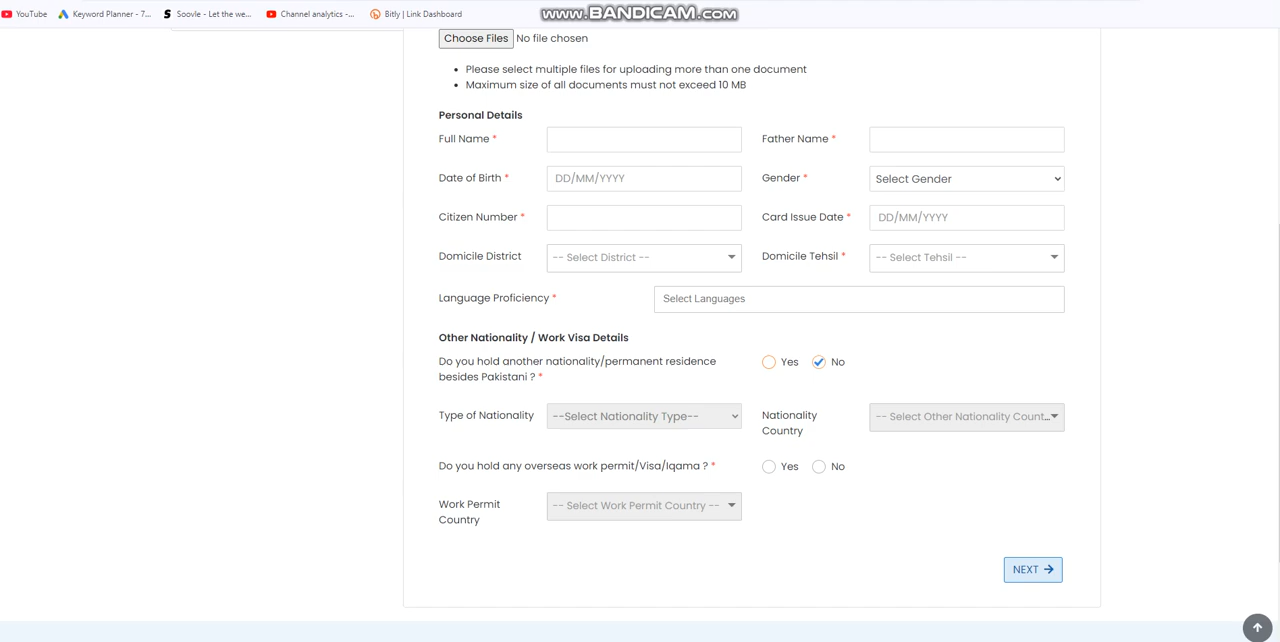 YouTube Keyword Planner - 7... Soovle - Let the we... Channel analytics -... Bitly | Link Dashboard
www.BANDICAM.com
Choose Files No file chosen
Please select multiple files for uploading more than one document
Maximum size of all documents must not exceed 10 MB
Personal Details
Full Name * Father Name *
Date of Birth * DD/MM/YYYY Gender * Select Gender
Citizen Number * Card Issue Date * DD/MM/YYYY
Domicile District -- Select District -- Domicile Tehsil * -- Select Tehsil --
Language Proficiency * Select Languages
Other Nationality / Work Visa Details
Do you hold another nationality/permanent residence Yes No
besides Pakistani ? *
Type of Nationality --Select Nationality Type-- Nationality -- Select Other Nationality Count...
Country
Do you hold any overseas work permit/Visa/Iqama ? * Yes No
Work Permit -- Select Work Permit Country --
Country
NEXT